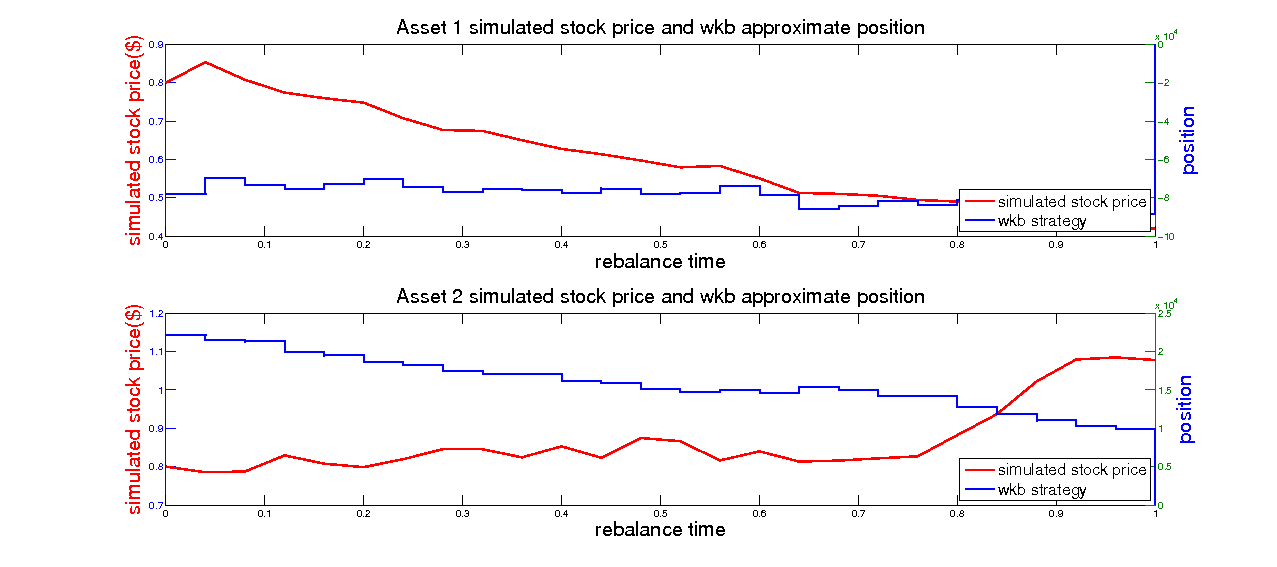 Asset 1 simulated stock price and wkb approximate position
simulated stock price($)
0.9
0.8
0.7
0.6
0.5
0.4
x 10^4
0
-2
-4
-6
-8
-10
position
simulated stock price
wkb strategy
0 0.1 0.2 0.3 0.4 0.5 0.6 0.7 0.8 0.9 1
rebalance time
Asset 2 simulated stock price and wkb approximate position
simulated stock price($)
1.2
1.1
1
0.9
0.8
0.7
x 10^4
2.5
2
1.5
1
0.5
0
position
simulated stock price
wkb strategy
0 0.1 0.2 0.3 0.4 0.5 0.6 0.7 0.8 0.9 1
rebalance time